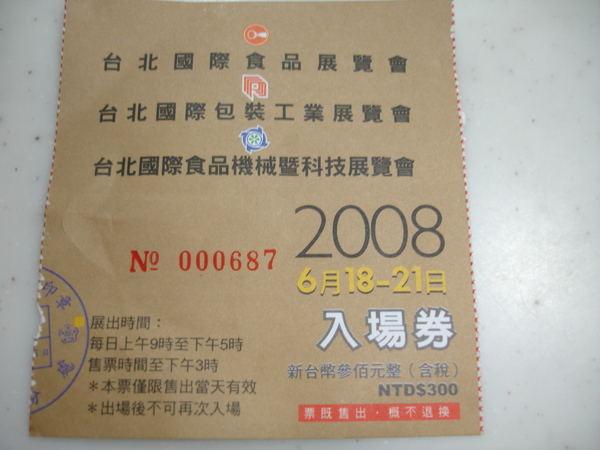 台北國際食品展覽會
台北國際包裝工業展覽會
台北國際食品機械暨科技展覽會
2008
6月18-21日
№ 000687
入場券
新台幣參佰元整（含稅）
NTD$300
票既售出．概不退換
展出時間：
每日上午9時至下午5時
售票時間至下午3時
＊本票僅限售出當天有效
＊出場後不可再次入場